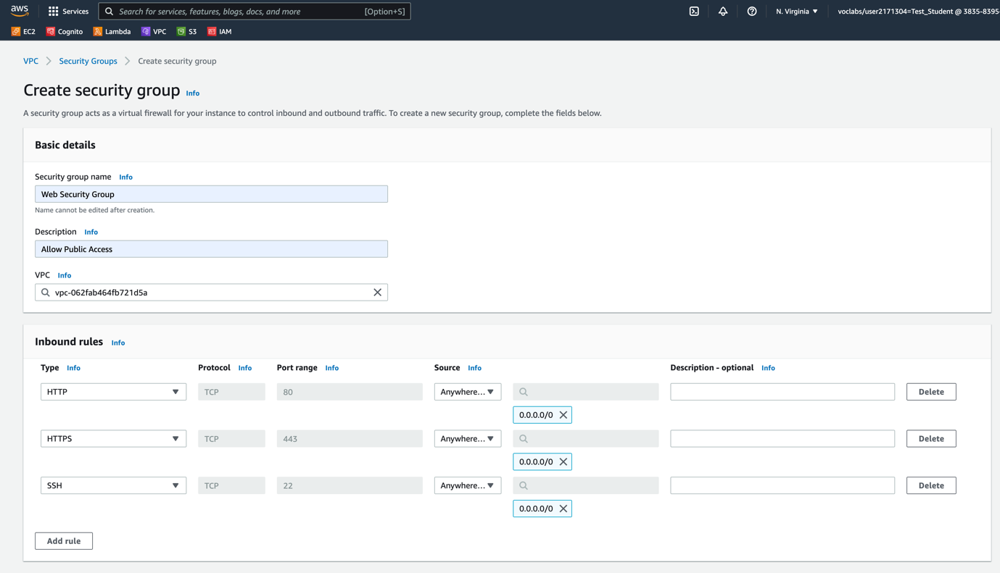 aws
Services
Search for services, features, blogs, docs, and more [Option+S]
N. Virginia
voclabs/user2171304=Test_Student @ 3835-8395-
EC2 Cognito Lambda VPC S3 IAM
VPC Security Groups Create security group
Create security group Info
A security group acts as a virtual firewall for your instance to control inbound and outbound traffic. To create a new security group, complete the fields below.
Basic details
Security group name Info
Web Security Group
Name cannot be edited after creation.
Description Info
Allow Public Access
VPC Info
vpc-062fab464fb721d5a
Inbound rules Info
Type Info Protocol Info Port range Info Source Info Description - optional Info
HTTP TCP 80 Anywhere... Delete
0.0.0.0/0
HTTPS TCP 443 Anywhere... Delete
0.0.0.0/0
SSH TCP 22 Anywhere... Delete
0.0.0.0/0
Add rule